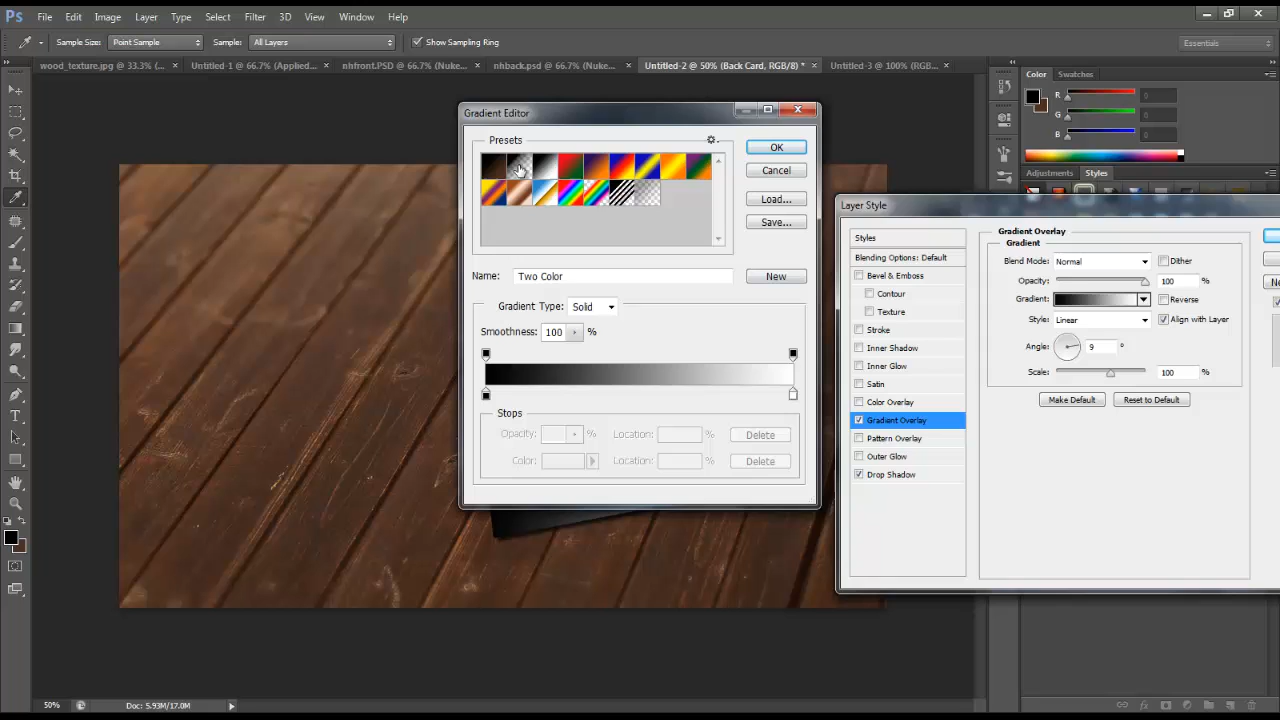 Ps File Edit Image Layer Type Select Filter 3D View Window Help
Sample Size: Point Sample Sample: All Layers Show Sampling Ring Essentials
wood_texture.jpg @ 33.3% (... × Untitled-1 @ 66.7% (Applied... × nhfront.PSD @ 66.7% (Nuke... × nhback.psd @ 66.7% (Nuke... × Untitled-2 @ 50% (Back Card, RGB/8) * × Untitled-3 @ 100% (RGB... ×
Color Swatches
R 0
G 0
B 0
Adjustments Styles
Gradient Editor
Presets
OK
Cancel
Load...
Save...
Name: Two Color New
Gradient Type: Solid
Smoothness: 100 %
Stops
Opacity: % Location: % Delete
Color: Location: % Delete
Layer Style
Styles
Blending Options: Default
Bevel & Emboss
Contour
Texture
Stroke
Inner Shadow
Inner Glow
Satin
Color Overlay
Gradient Overlay
Pattern Overlay
Outer Glow
Drop Shadow
Gradient Overlay
Gradient
Blend Mode: Normal Dither
Opacity: 100 %
Gradient: Reverse
Style: Linear Align with Layer
Angle: 9 °
Scale: 100 %
Make Default Reset to Default
Ne
50% Doc: 5.93M/17.0M